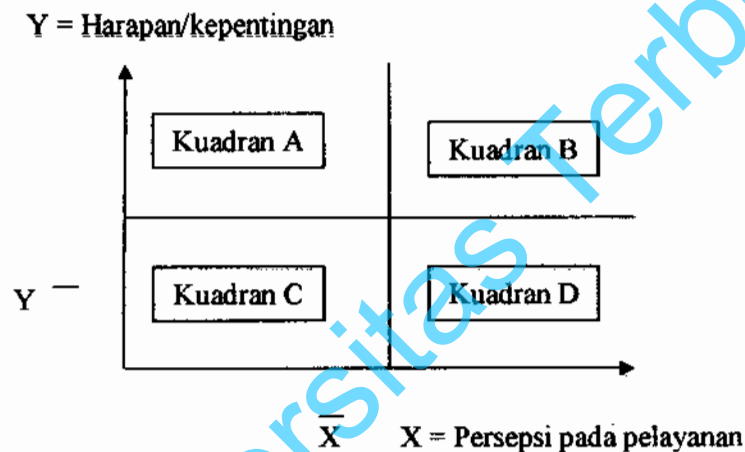 Y = Harapan/kepentingan
Kuadran A
Kuadran B
Y
Kuadran C
Kuadran D
X
X = Persepsi pada pelayanan